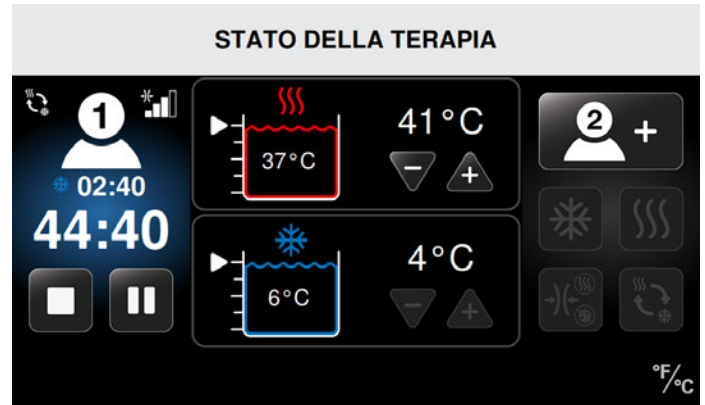 STATO DELLA TERAPIA
1
02:40
44:40
41°C
37°C
4°C
6°C
2 +
°F/°C